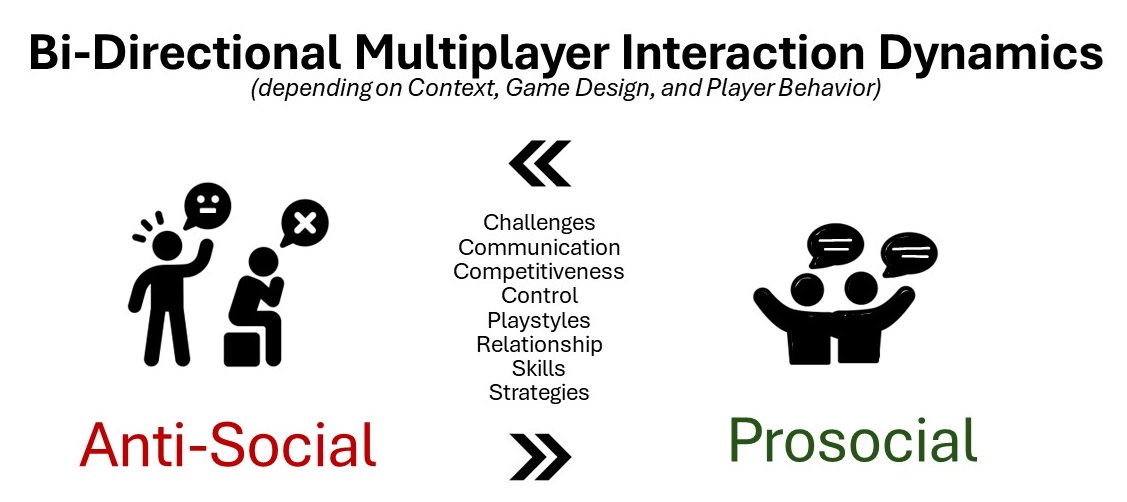 Bi-Directional Multiplayer Interaction Dynamics
(depending on Context, Game Design, and Player Behavior)
Challenges
Communication
Competitiveness
Control
Playstyles
Relationship
Skills
Strategies
Anti-Social
Prosocial